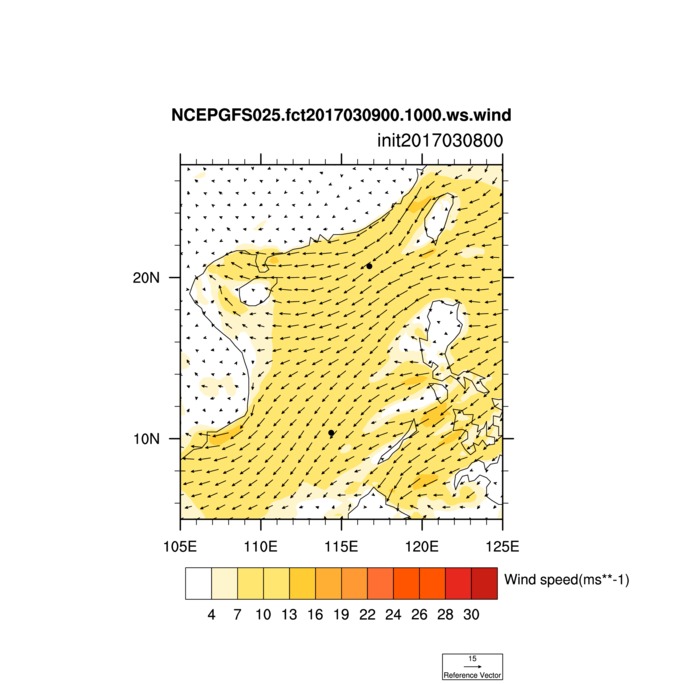 NCEPGFS025.fct2017030900.1000.ws.wind
init2017030800
20N
10N
105E 110E 115E 120E 125E
Wind speed(ms**-1)
4 7 10 13 16 19 22 24 26 28 30
15
Reference Vector